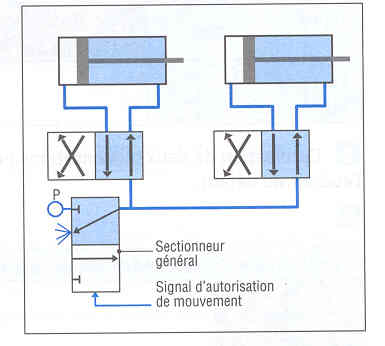 P
Sectionneur
général
Signal d'autorisation
de mouvement